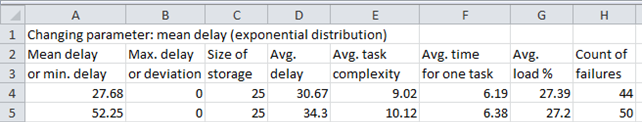 A B C D E F G H
1 Changing parameter: mean delay (exponential distribution)
2 Mean delay Max. delay Size of Avg. Avg. task Avg. time Avg. Count of
3 or min. delay or deviation storage delay complexity for one task load % failures
4 27.68 0 25 30.67 9.02 6.19 27.39 44
5 52.25 0 25 34.3 10.12 6.38 27.2 50